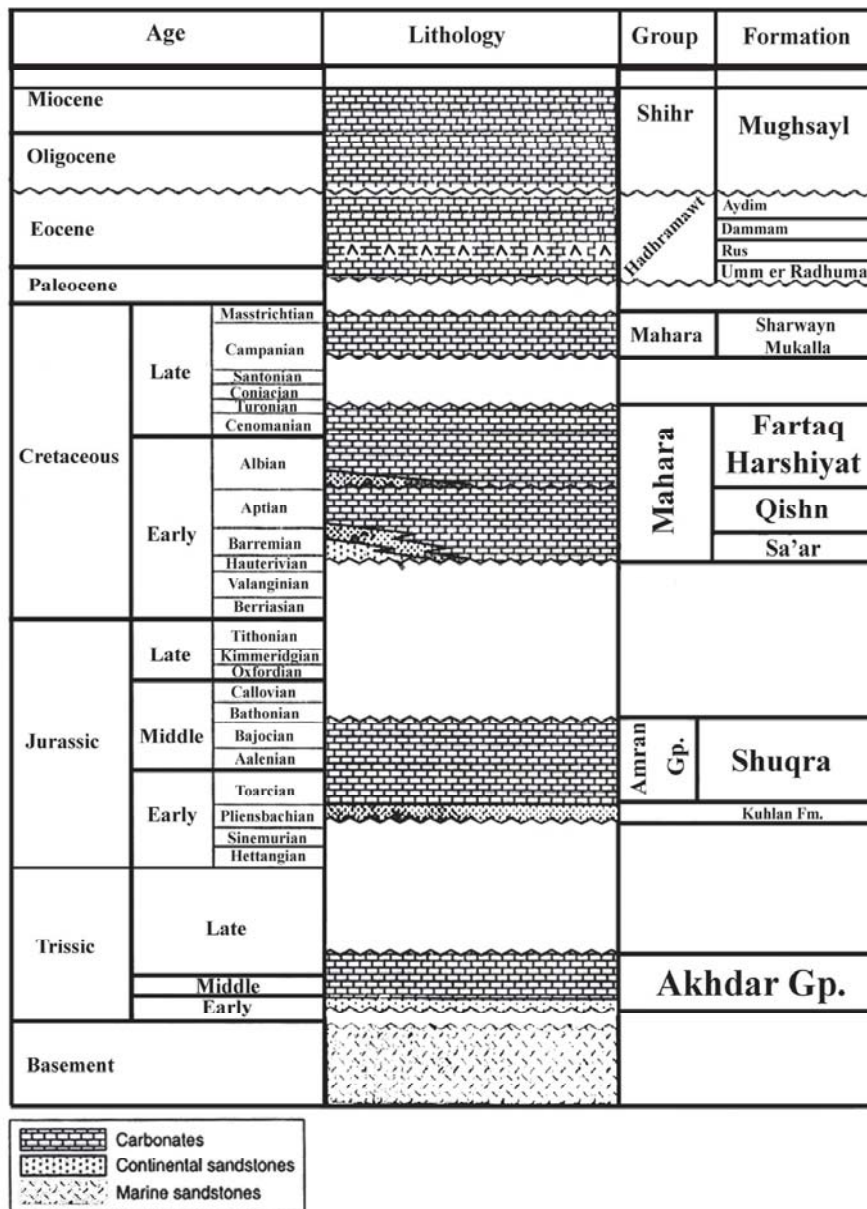 Age Lithology Group Formation
Miocene
Oligocene
Eocene
Paleocene
Shihr
Mughsayl
Hadhramawt
Aydim
Dammam
Rus
Umm er Radhuma
Cretaceous
Late
Masstrichtian
Campanian
Santonian
Coniacian
Turonian
Cenomanian
Early
Albian
Aptian
Barremian
Hauterivian
Valanginian
Berriasian
Mahara
Sharwayn
Mukalla
Mahara
Fartaq
Harshiyat
Qishn
Sa'ar
Jurassic
Late
Tithonian
Kimmeridgian
Oxfordian
Middle
Callovian
Bathonian
Bajocian
Aalenian
Early
Toarcian
Pliensbachian
Sinemurian
Hettangian
Amran
Gp.
Shuqra
Kuhlan Fm.
Trissic
Late
Middle
Early
Akhdar Gp.
Basement
Carbonates
Continental sandstones
Marine sandstones